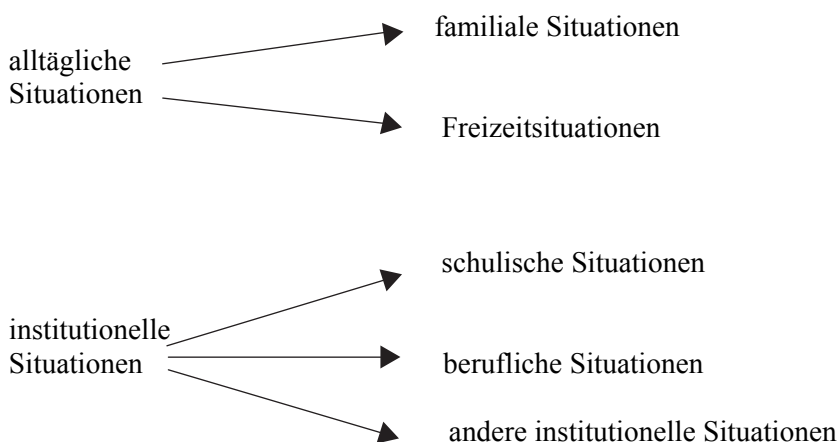 familiale Situationen
alltägliche
Situationen
Freizeitsituationen
schulische Situationen
institutionelle
Situationen
berufliche Situationen
andere institutionelle Situationen